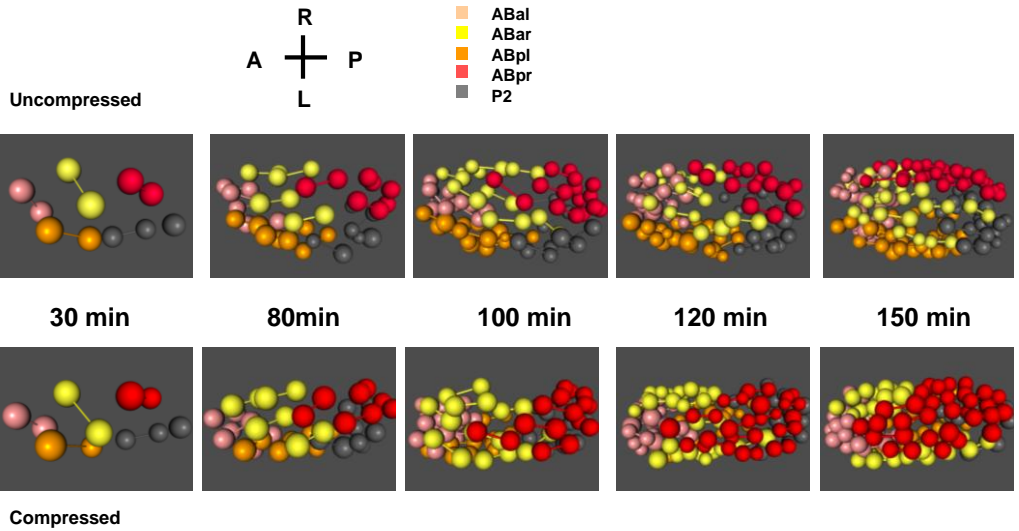 R
A
P
L
ABal
ABar
ABpl
ABpr
P2
Uncompressed
30 min
80min
100 min
120 min
150 min
Compressed